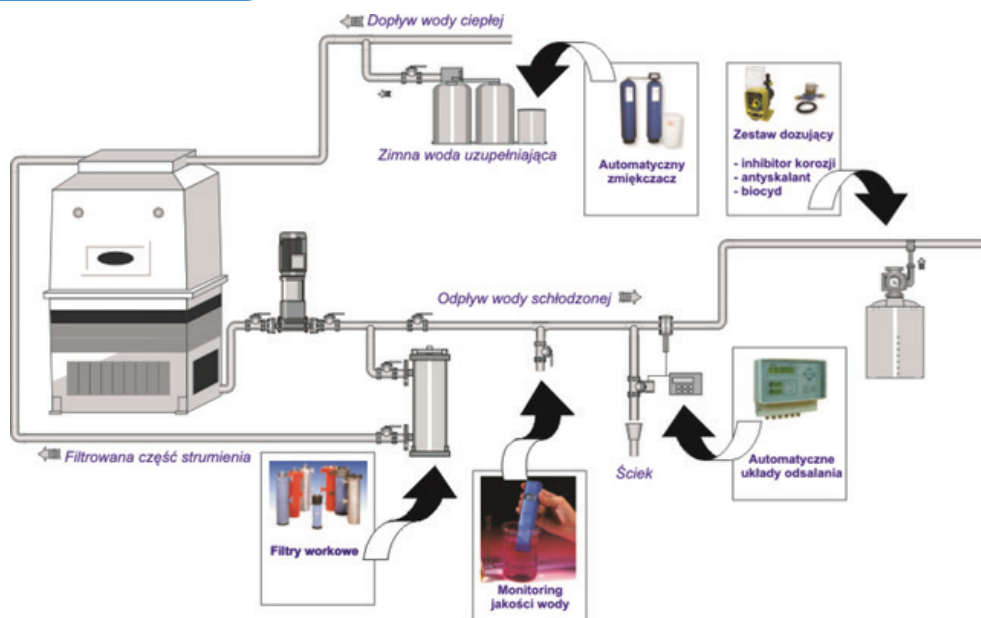 Dopływ wody ciepłej
Zimna woda uzupełniająca
Automatyczny
zmiękczacz
Zestaw dozujący
- inhibitor korozji
- antyskalant
- biocyd
Odpływ wody schłodzonej
Filtrowana część strumienia
Filtry workowe
Monitoring
jakości wody
Ściek
Automatyczne
układy odsalania